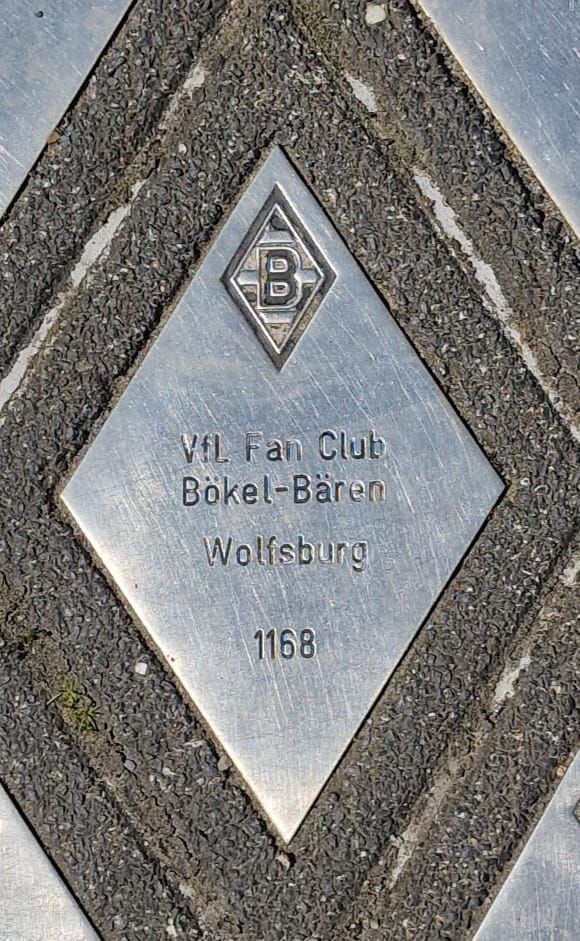 B
VfL Fan Club
Bökel-Bären
Wolfsburg
1168